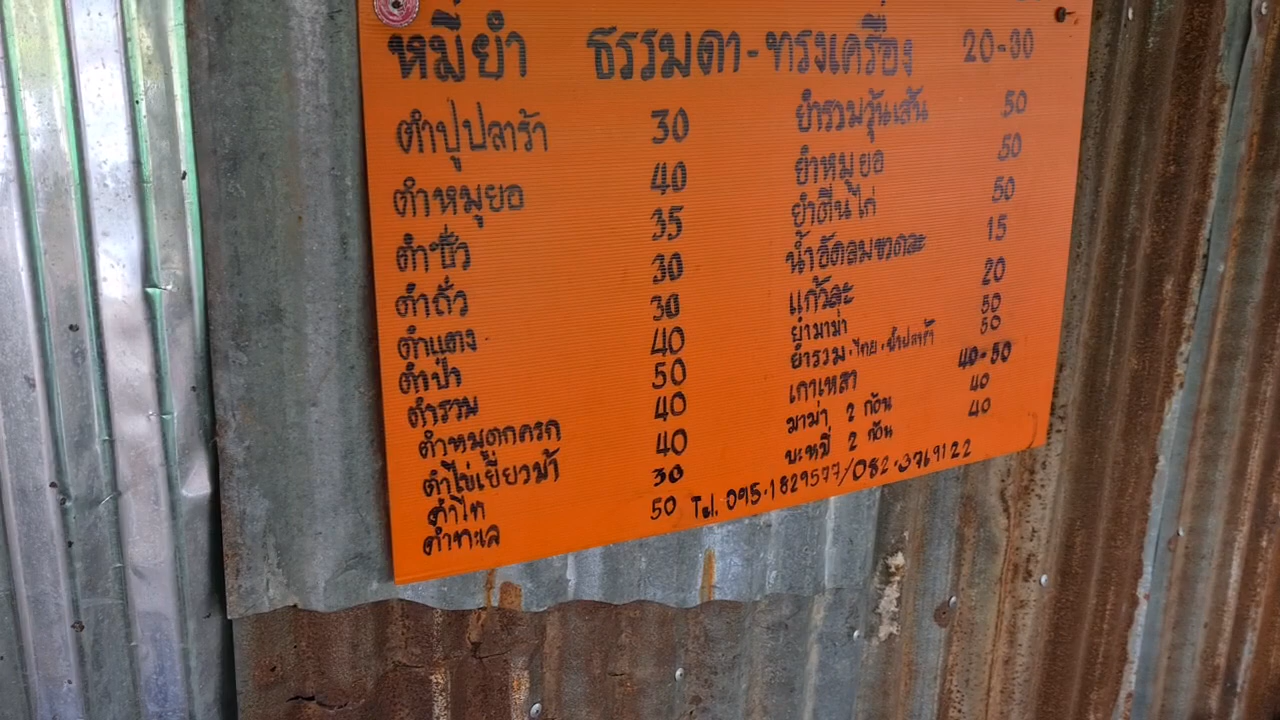 หมี่ยำ ธรรมดา-ทรงเครื่อง 20-30
ตำปูปลาร้า 30
ตำหมูยอ 40
ตำซั่ว 35
ตำถั่ว 30
ตำแตง 30
ตำป่า 40
ตำรวม 50
ตำหมูตกครก 40
ตำไข่เยี่ยวม้า 40
ตำไท 30
ตำทะเล 50
ยำรวมวุ้นเส้น 50
ยำหมูยอ 50
ยำตีนไก่ 50
น้ำอัดลมขวดละ 15
แก้วละ 20
ยำมาม่า 50
ยำรวม.ไทย.น้ำปลาร้า 50
เกาเหลา 40-50
มาม่า 2 ก้อน 40
บะหมี่ 2 ก้อน 40
Tel. 095.1829577/082.3769122